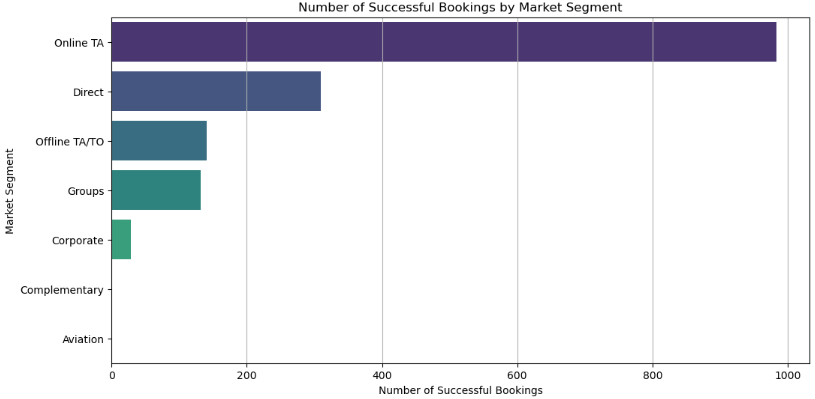 Number of Successful Bookings by Market Segment
Market Segment
Online TA
Direct
Offline TA/TO
Groups
Corporate
Complementary
Aviation
0 200 400 600 800 1000
Number of Successful Bookings